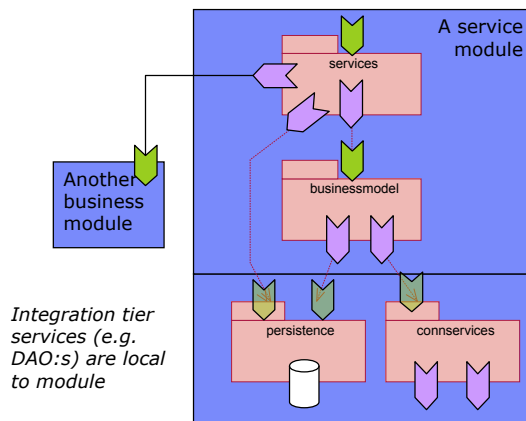 A service
module
services
Another
business
module
businessmodel
Integration tier
services (e.g.
DAO:s) are local
to module
persistence
connservices